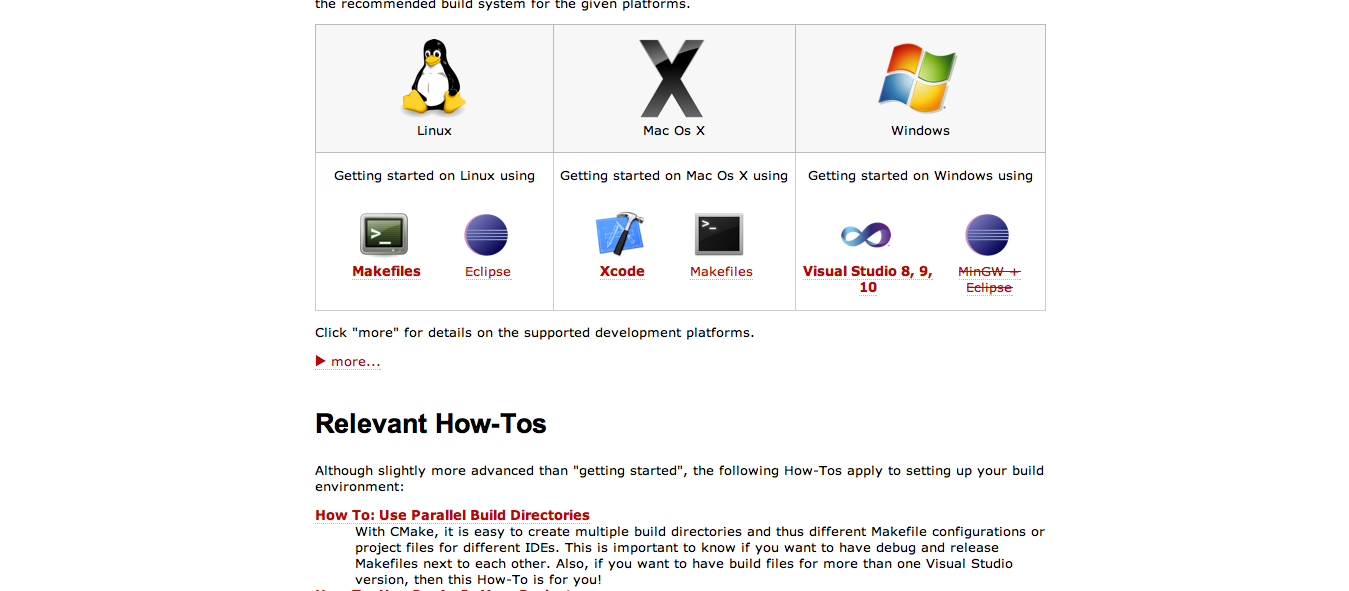 the recommended build system for the given platforms.
Linux
Mac Os X
Windows
Getting started on Linux using
Getting started on Mac Os X using
Getting started on Windows using
Makefiles
Eclipse
Xcode
Makefiles
Visual Studio 8, 9,
10
MinGW +
Eclipse
Click "more" for details on the supported development platforms.
more...
Relevant How-Tos
Although slightly more advanced than "getting started", the following How-Tos apply to setting up your build
environment:
How To: Use Parallel Build Directories
With CMake, it is easy to create multiple build directories and thus different Makefile configurations or
project files for different IDEs. This is important to know if you want to have debug and release
Makefiles next to each other. Also, if you want to have build files for more than one Visual Studio
version, then this How-To is for you!